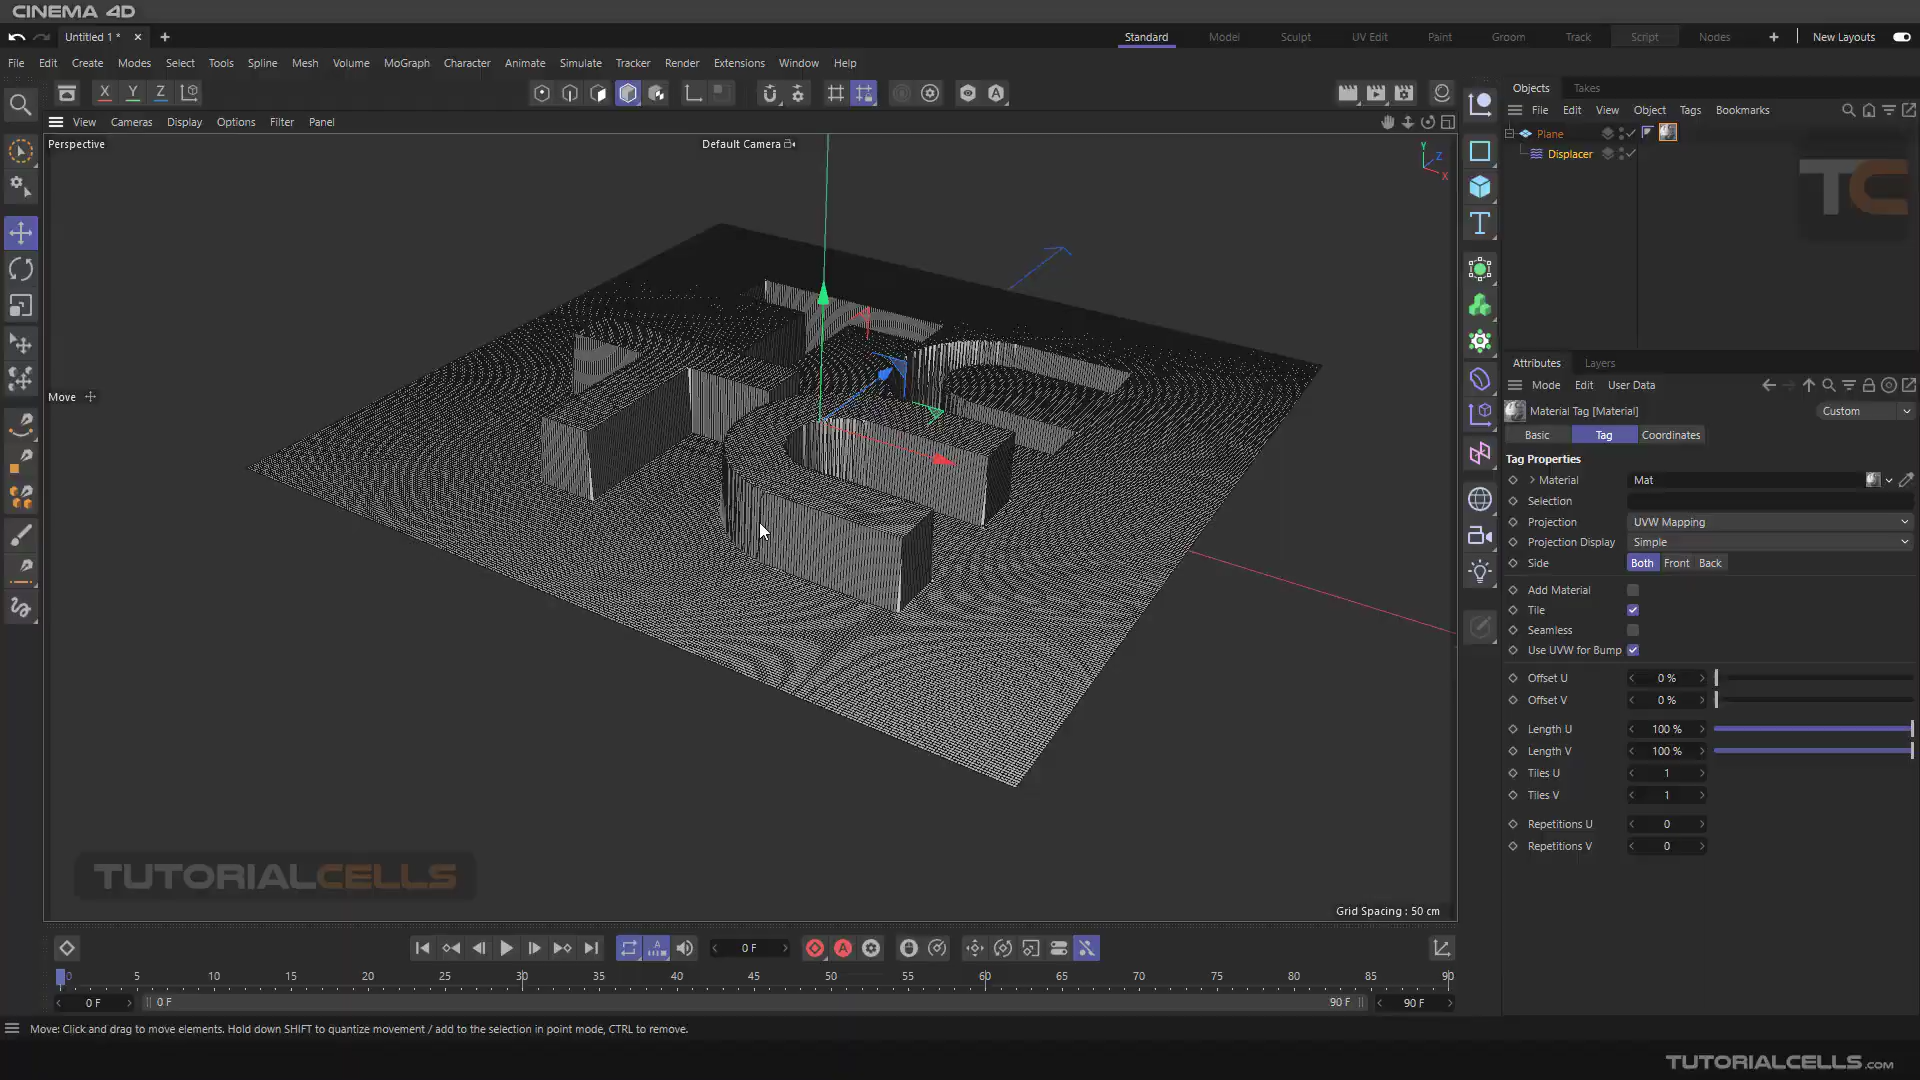 CINEMA 4D
Untitled 1 *
Standard
Model
Sculpt
UV Edit
Paint
Groom
Track
Script
Nodes
New Layouts
File Edit Create Modes Select Tools Spline Mesh Volume MoGraph Character Animate Simulate Tracker Render Extensions Window Help
X Y Z
View Cameras Display Options Filter Panel
Perspective
Default Camera
Y
Z
X
Move
Grid Spacing : 50 cm
TUTORIALCELLS
Objects Takes
File Edit View Object Tags Bookmarks
Plane
Displacer
TC
Attributes Layers
Mode Edit User Data
Material Tag [Material]
Custom
Basic Tag Coordinates
Tag Properties
Material Mat
Selection
Projection UVW Mapping
Projection Display Simple
Side Both Front Back
Add Material
Tile
Seamless
Use UVW for Bump
Offset U 0 %
Offset V 0 %
Length U 100 %
Length V 100 %
Tiles U 1
Tiles V 1
Repetitions U 0
Repetitions V 0
0 F
0 5 10 15 20 25 30 35 40 45 50 55 60 65 70 75 80 85 90
0 F 0 F 90 F 90 F
Move: Click and drag to move elements. Hold down SHIFT to quantize movement / add to the selection in point mode, CTRL to remove.
TUTORIALCELLS.COM